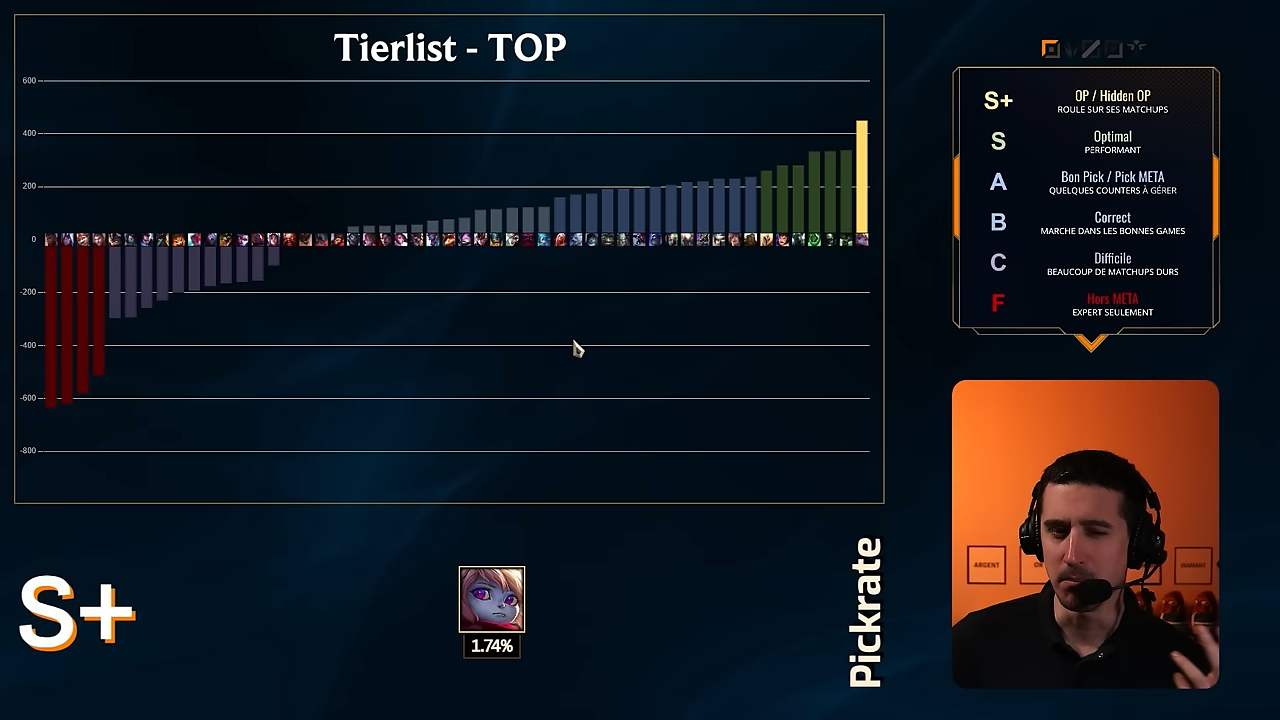 Tierlist - TOP
600
400
200
0
-200
-400
-600
-800
S+
OP / Hidden OP
ROULE SUR SES MATCHUPS
S
Optimal
PERFORMANT
A
Bon Pick / Pick META
QUELQUES COUNTERS À GÉRER
B
Correct
MARCHE DANS LES BONNES GAMES
C
Difficile
BEAUCOUP DE MATCHUPS DURS
F
Hors META
EXPERT SEULEMENT
S+
1.74%
Pickrate
ARGENT